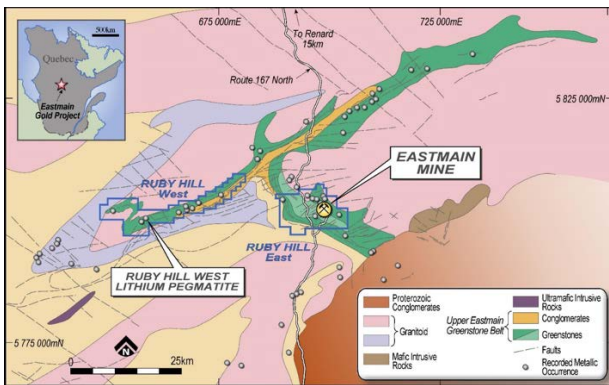 675 000mE
725 000mE
To Renard
15km
500km
Quebec
Eastmain
Gold Project
Route 167 North
5 825 000mN
EASTMAIN
MINE
RUBY HILL
West
RUBY HILL
East
RUBY HILL WEST
LITHIUM PEGMATITE
5 775 000mN
N
0
25km
Proterozoic
Conglomerates
Granitoid
Mafic Intrusive
Rocks
Upper Eastmain
Greenstone Belt
Ultramafic Intrusive
Rocks
Conglomerates
Greenstones
Faults
Recorded Metallic
Occurrence